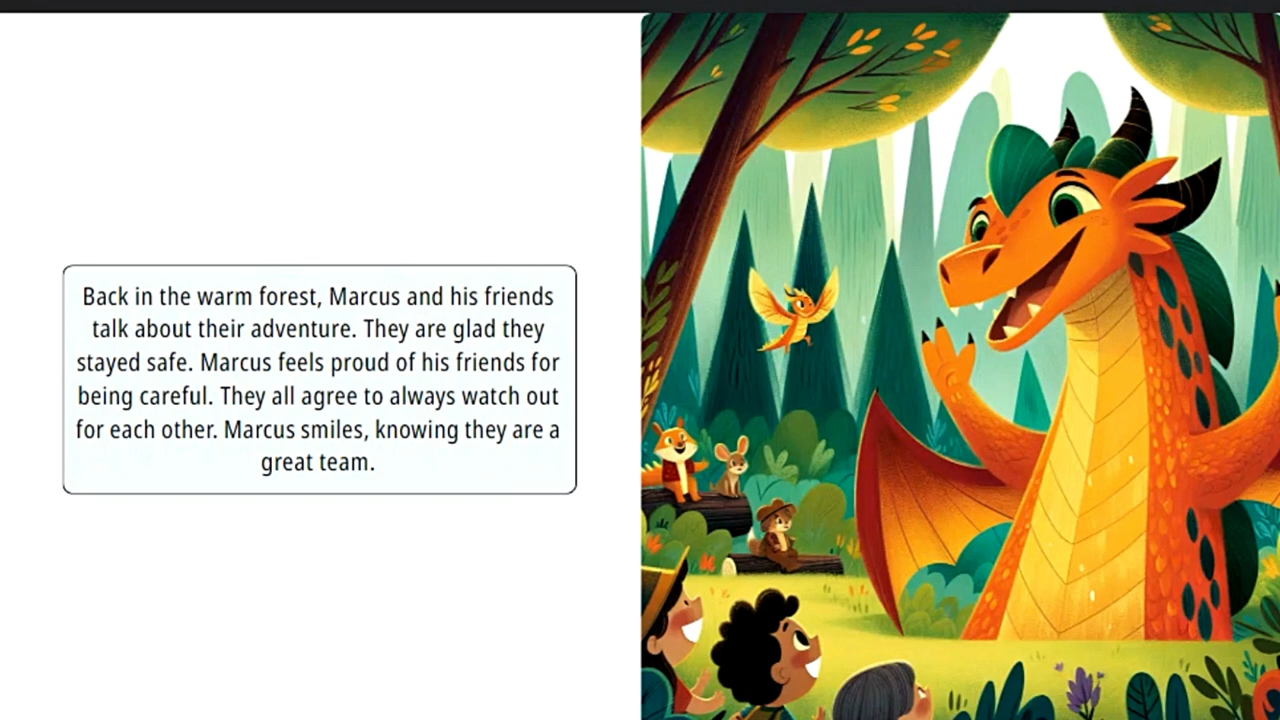 Back in the warm forest, Marcus and his friends
talk about their adventure. They are glad they
stayed safe. Marcus feels proud of his friends for
being careful. They all agree to always watch out
for each other. Marcus smiles, knowing they are a
great team.